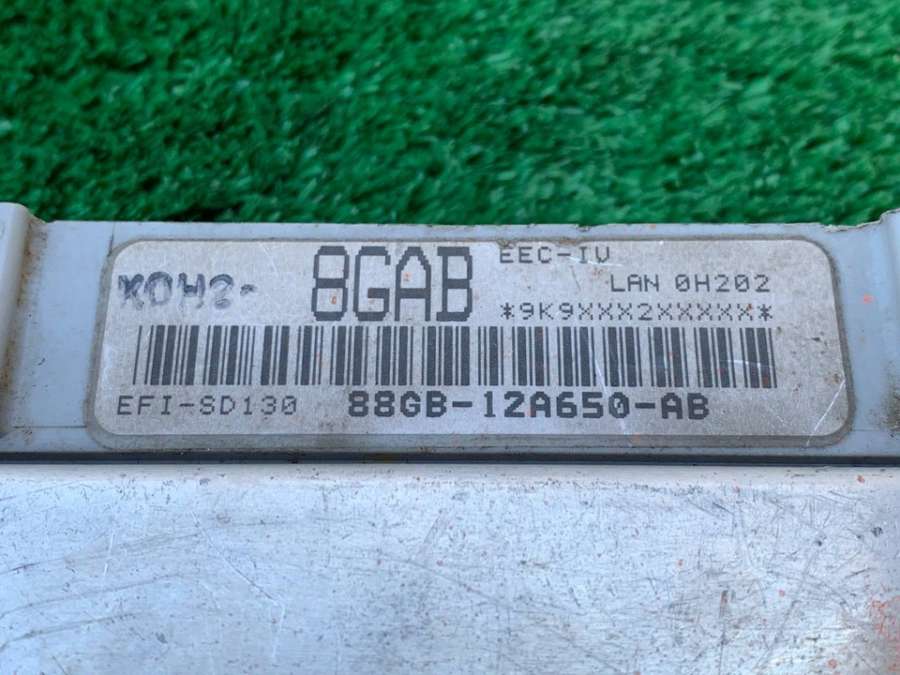 8GAB
EEC-IV
LAN 0H202
*9K9XXX2XXXXX*
EFI-SD130 88GB-12A650-AB